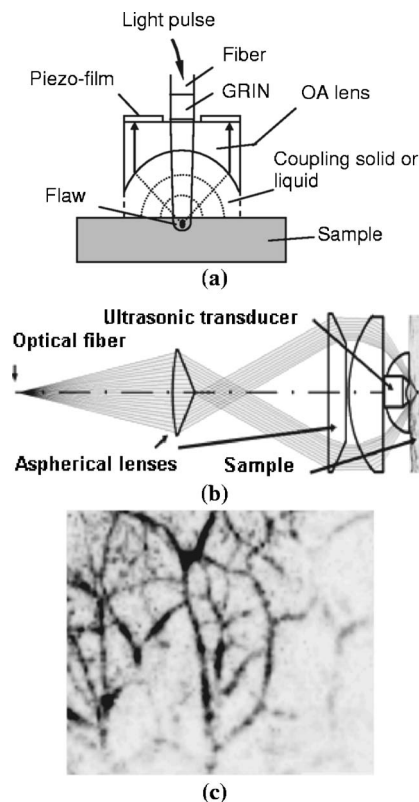 Light pulse
Fiber
Piezo-film
GRIN
OA lens
Coupling solid or
liquid
Flaw
Sample
(a)
Ultrasonic transducer
Optical fiber
Aspherical lenses
Sample
(b)
(c)